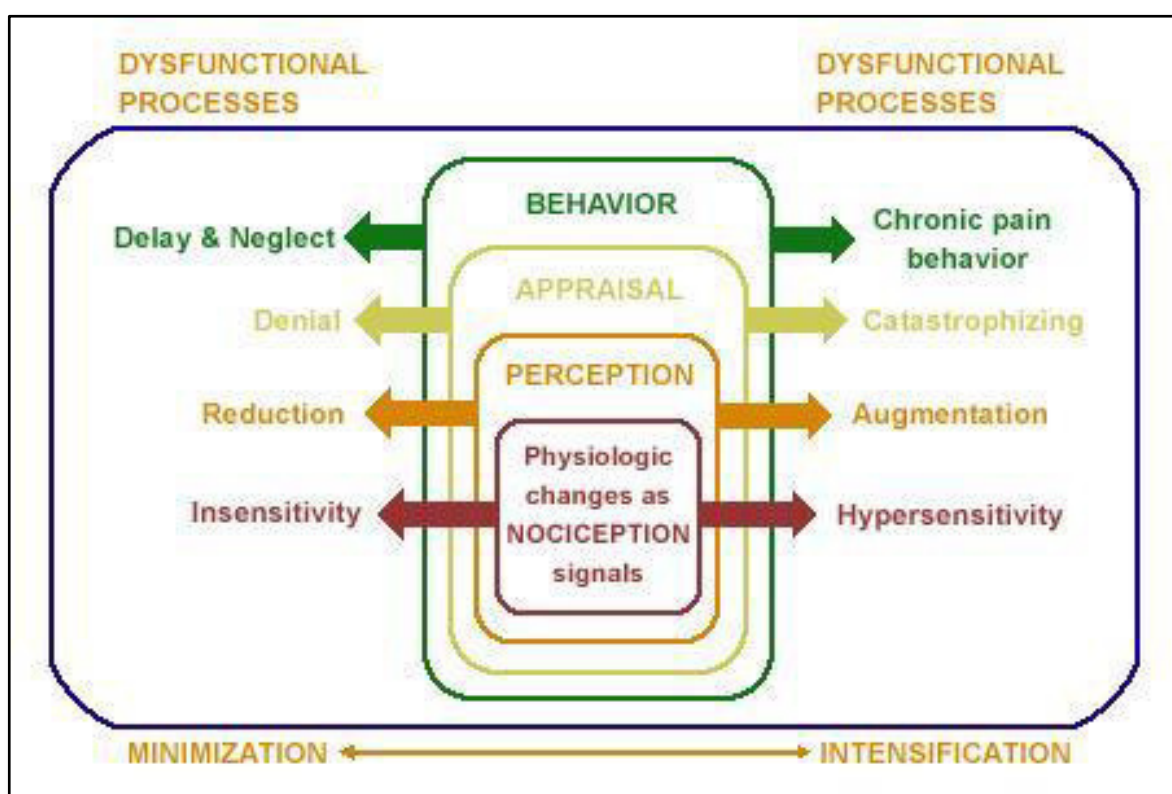 DYSFUNCTIONAL
PROCESSES
DYSFUNCTIONAL
PROCESSES
BEHAVIOR
Delay & Neglect
Chronic pain
behavior
APPRAISAL
Denial
Catastrophizing
PERCEPTION
Reduction
Augmentation
Physiologic
changes as
NOCICEPTION
signals
Insensitivity
Hypersensitivity
MINIMIZATION
INTENSIFICATION